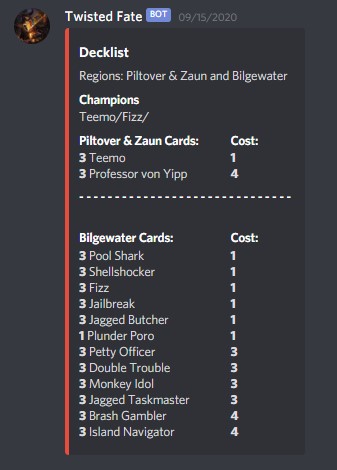 Twisted Fate BOT 09/15/2020
Decklist
Regions: Piltover & Zaun and Bilgewater
Champions
Teemo/Fizz/
Piltover & Zaun Cards: Cost:
3 Teemo 1
3 Professor von Yipp 4
--------------------------------
Bilgewater Cards: Cost:
3 Pool Shark 1
3 Shellshocker 1
3 Fizz 1
3 Jailbreak 1
3 Jagged Butcher 1
1 Plunder Poro 1
3 Petty Officer 3
3 Double Trouble 3
3 Monkey Idol 3
3 Jagged Taskmaster 3
3 Brash Gambler 4
3 Island Navigator 4